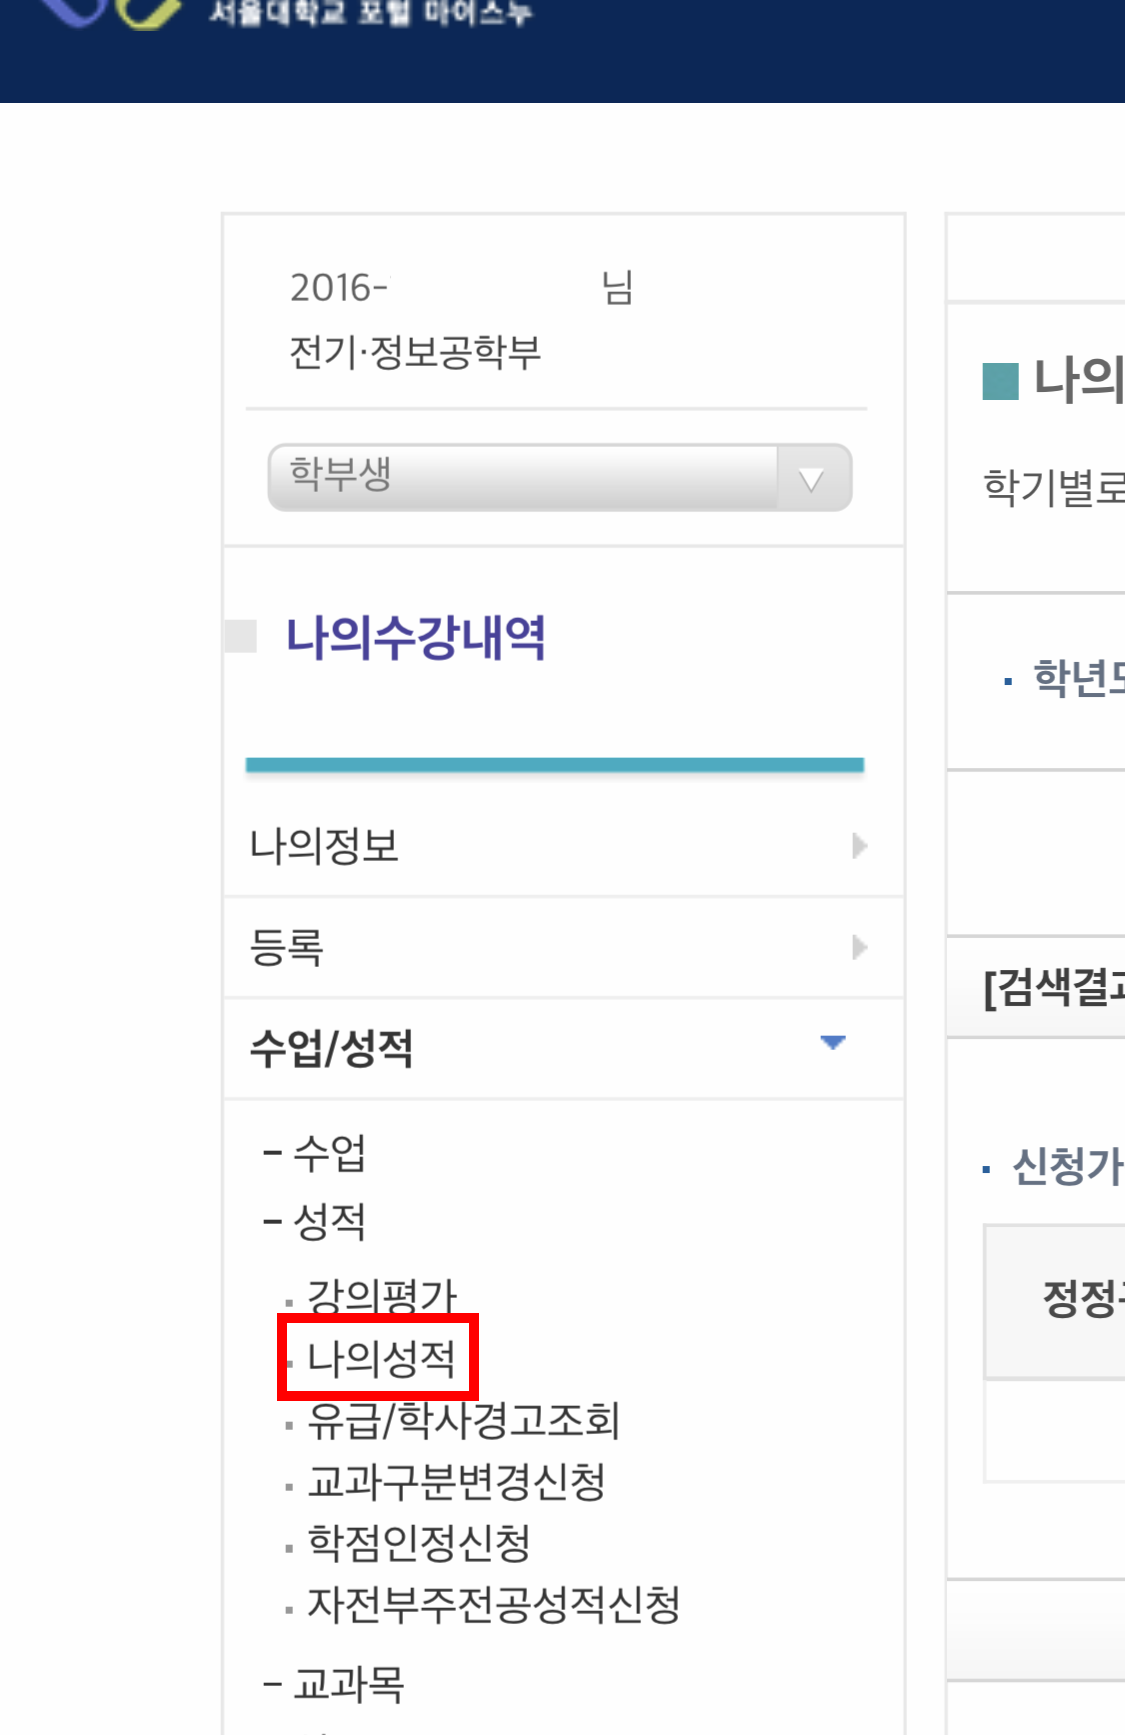 서울대학교 포털 마이스누
2016-
님
전기·정보공학부
학부생
나의수강내역
나의정보
등록
수업/성적
- 수업
- 성적
강의평가
나의성적
유급/학사경고조회
교과구분변경신청
학점인정신청
자전부주전공성적신청
- 교과목
나의
학기별로
학년도
[검색결과
신청가
정정